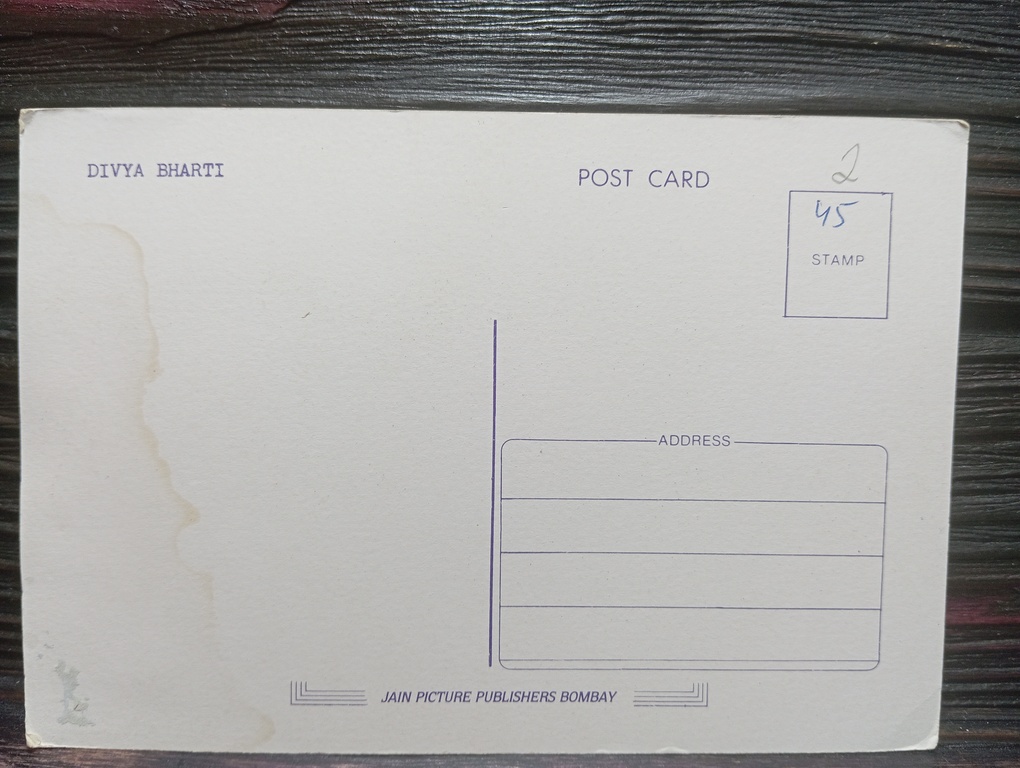 DIVYA BHARTI
POST CARD
2
45
STAMP
ADDRESS
JAIN PICTURE PUBLISHERS BOMBAY